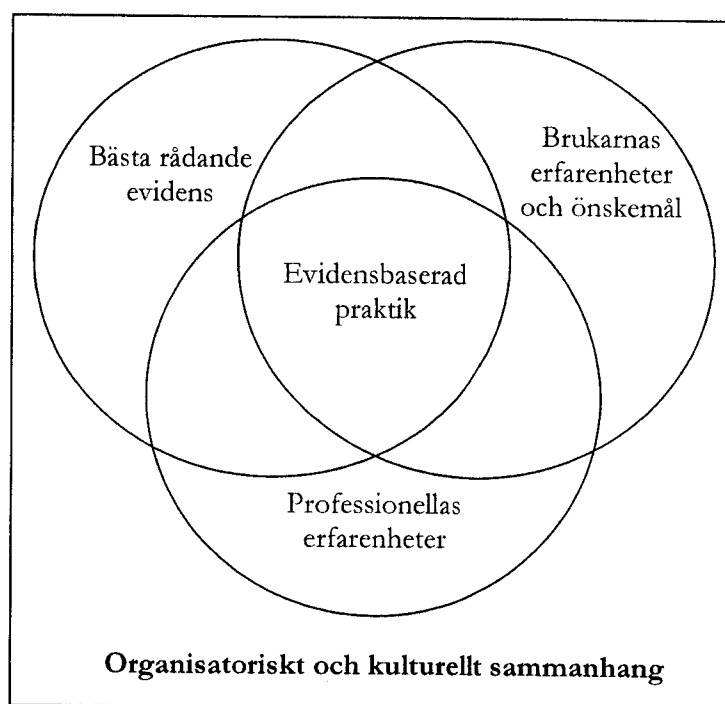 Bästa rådande
evidens
Brukarnas
erfarenheter
och önskemål
Evidensbaserad
praktik
Professionellas
erfarenheter
Organisatoriskt och kulturellt sammanhang